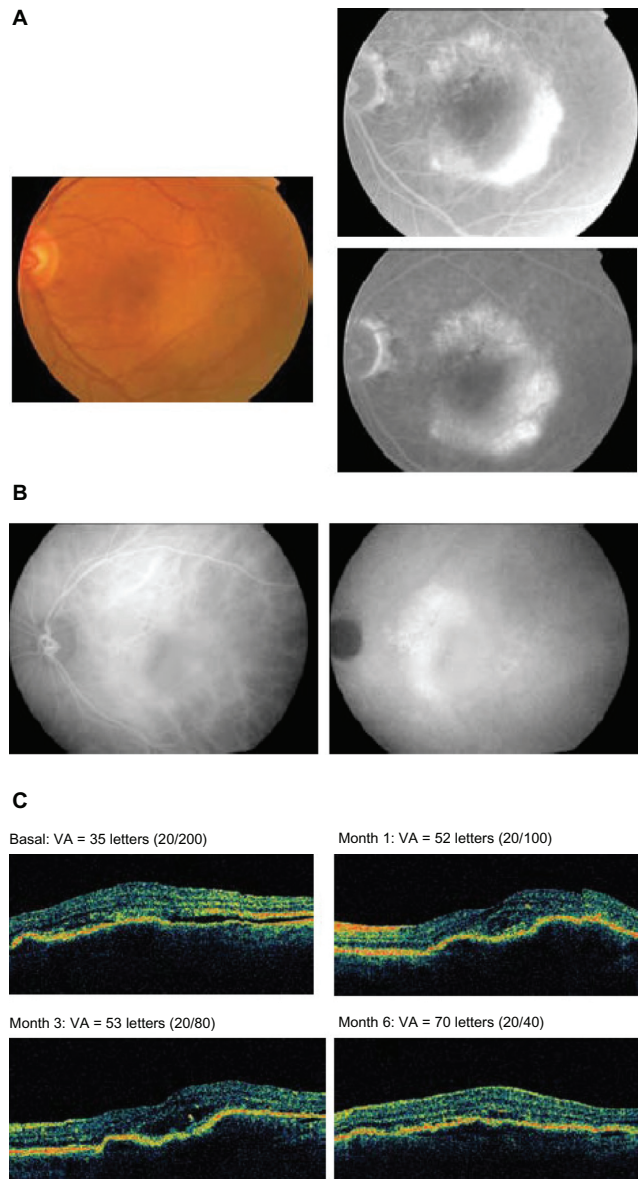 A
B
C
Basal: VA = 35 letters (20/200)
Month 1: VA = 52 letters (20/100)
Month 3: VA = 53 letters (20/80)
Month 6: VA = 70 letters (20/40)